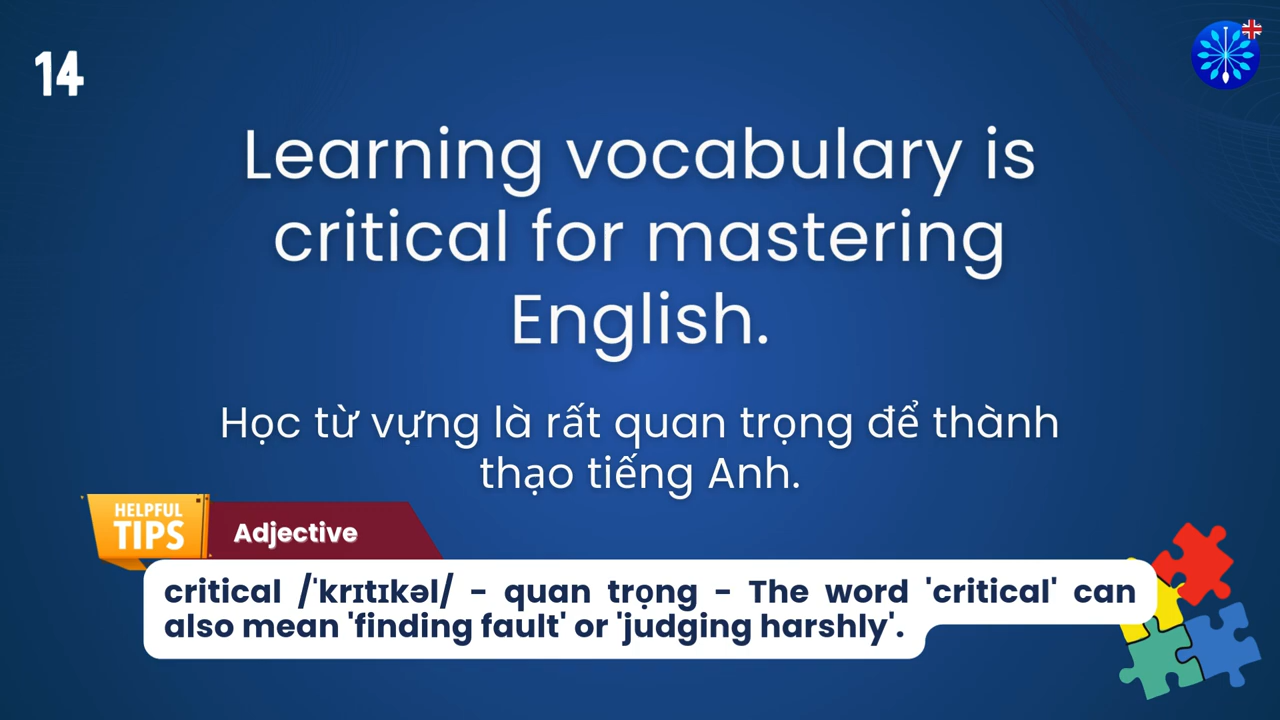 14
Learning vocabulary is
critical for mastering
English.
Học từ vựng là rất quan trọng để thành
thạo tiếng Anh.
HELPFUL
TIPS
Adjective
critical /ˈkrɪtɪkəl/ - quan trọng - The word 'critical' can
also mean 'finding fault' or 'judging harshly'.